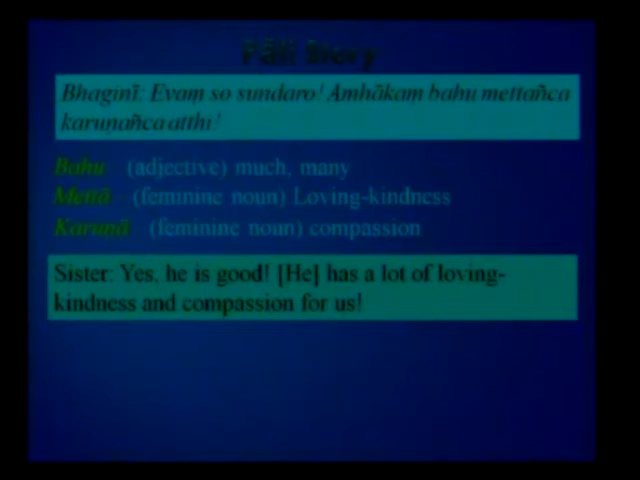 Pāli Story
Bhaginī: Evaṃ so sundaro! Amhākaṃ bahu mettañca
karuṇañca atthi!
Bahu (adjective) much, many
Mettā (feminine noun) Loving-kindness
Karuṇā (feminine noun) compassion
Sister: Yes, he is good! [He] has a lot of loving-
kindness and compassion for us!